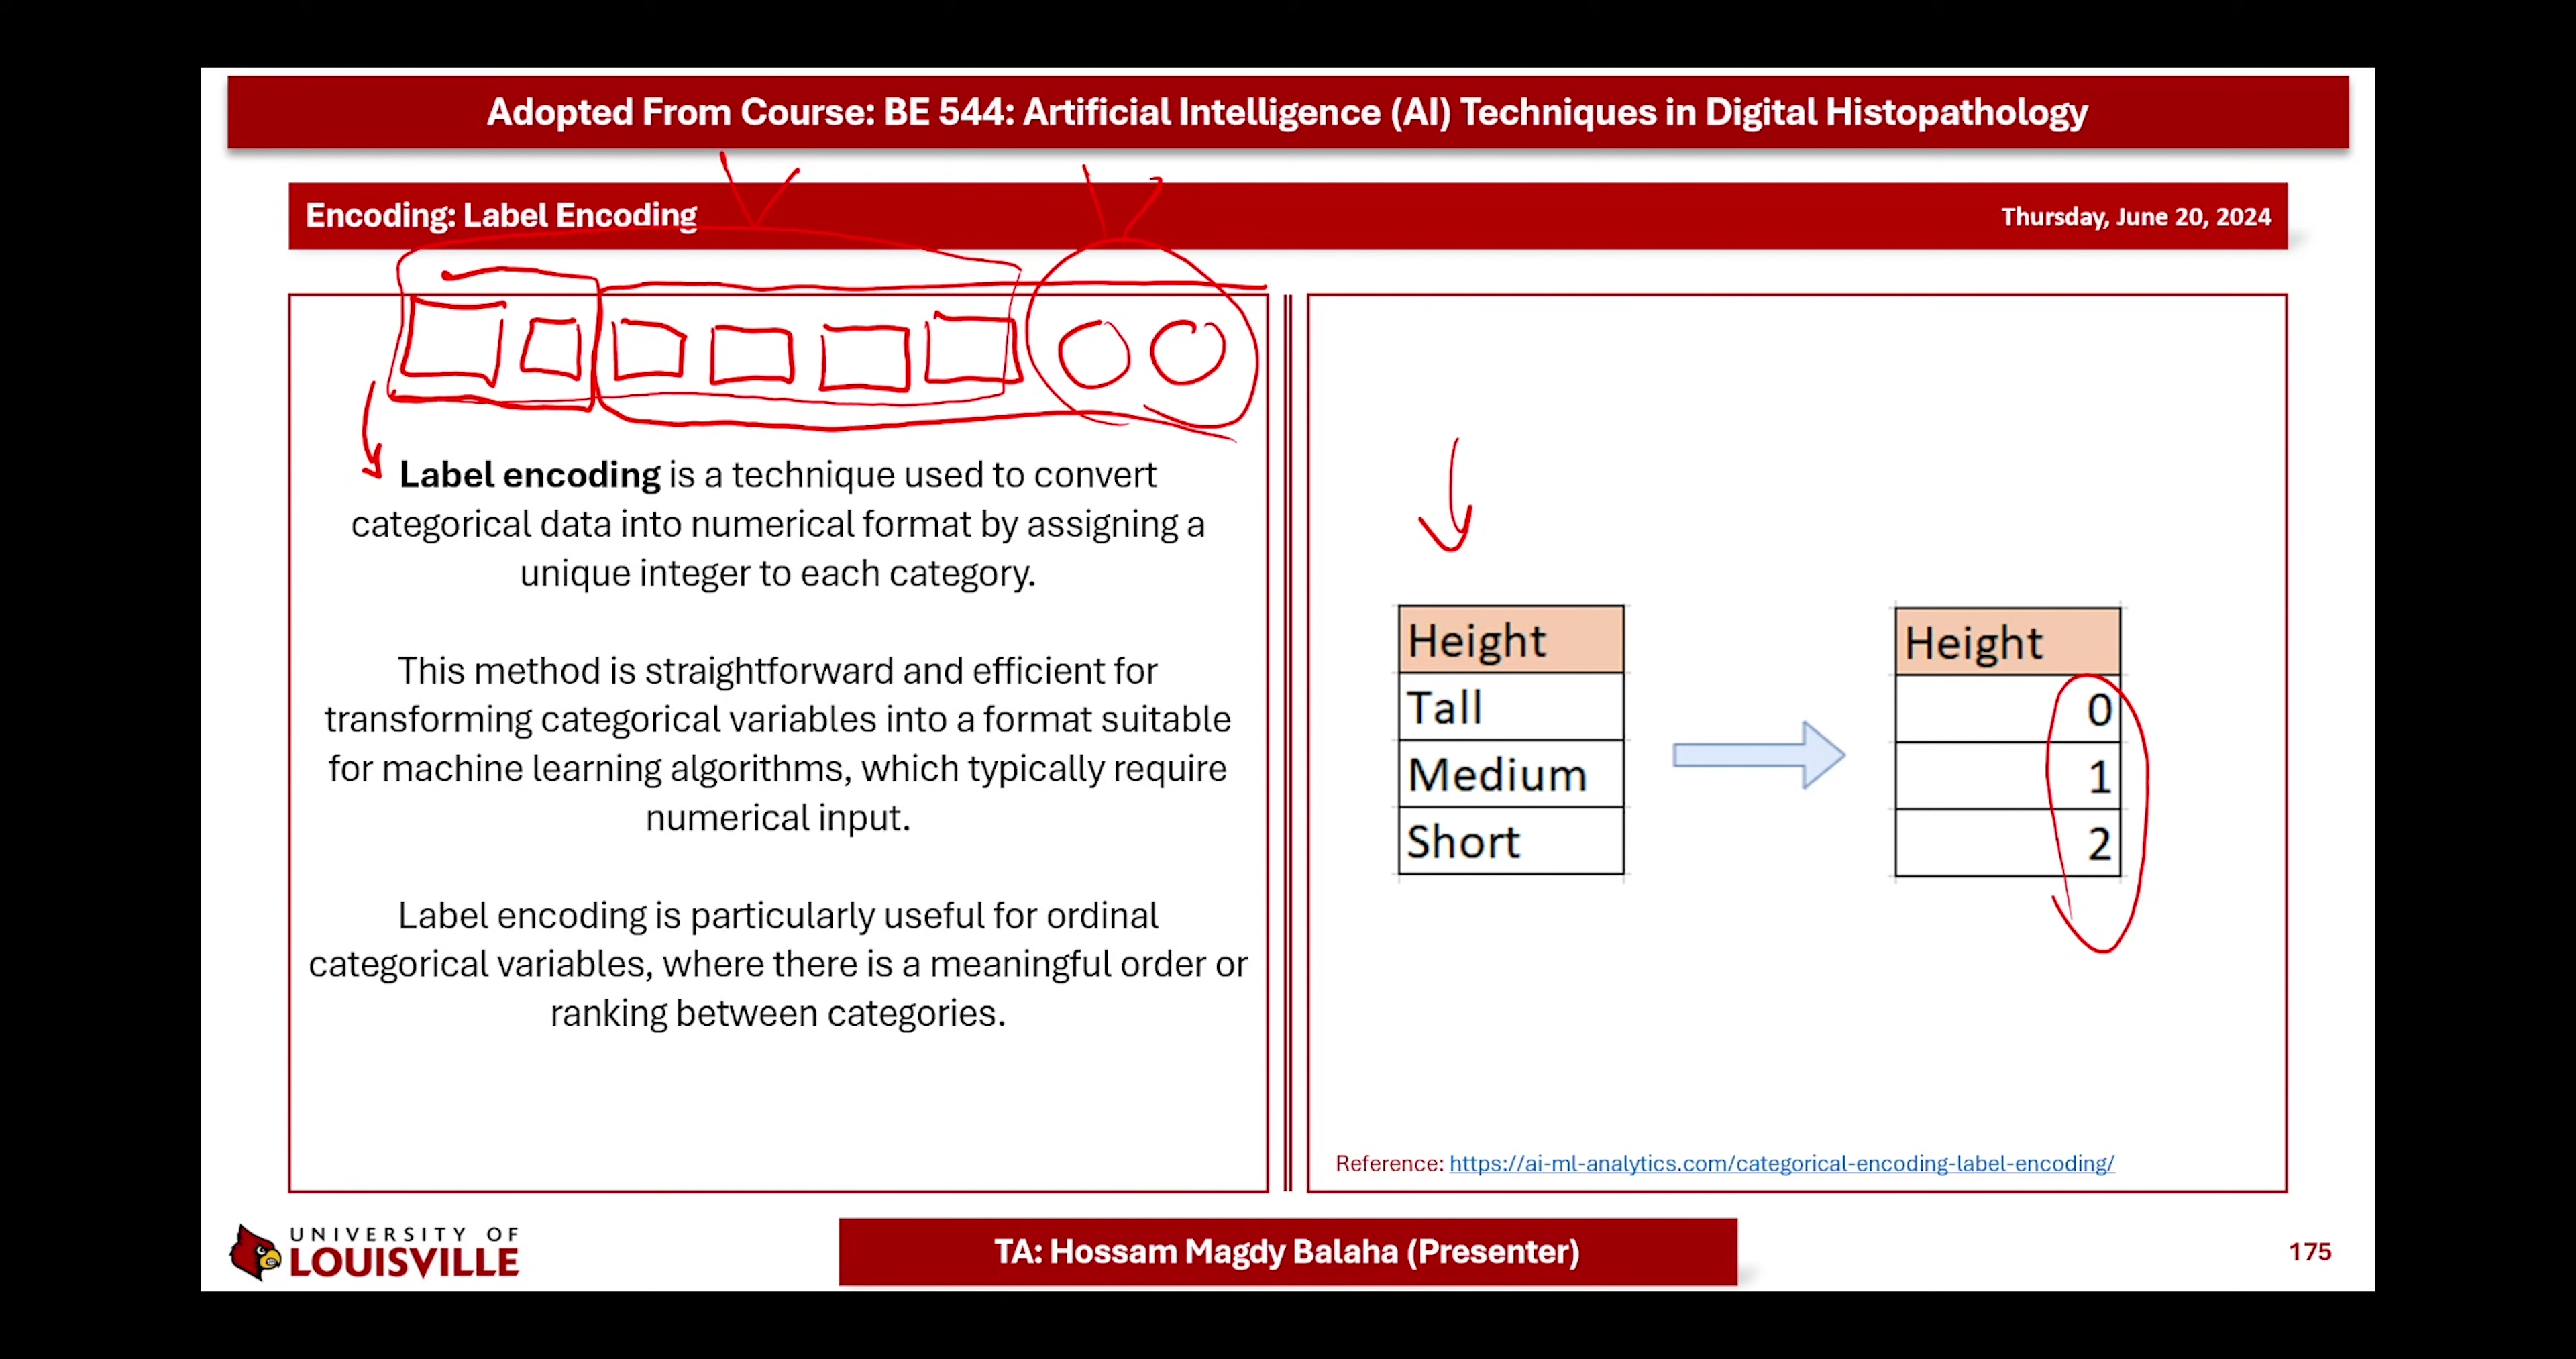 Adopted From Course: BE 544: Artificial Intelligence (AI) Techniques in Digital Histopathology
Encoding: Label Encoding
Thursday, June 20, 2024
Label encoding is a technique used to convert
categorical data into numerical format by assigning a
unique integer to each category.
This method is straightforward and efficient for
transforming categorical variables into a format suitable
for machine learning algorithms, which typically require
numerical input.
Label encoding is particularly useful for ordinal
categorical variables, where there is a meaningful order or
ranking between categories.
Height
Tall
Medium
Short
Height
0
1
2
Reference: https://ai-ml-analytics.com/categorical-encoding-label-encoding/
UNIVERSITY OF
LOUISVILLE
TA: Hossam Magdy Balaha (Presenter)
175